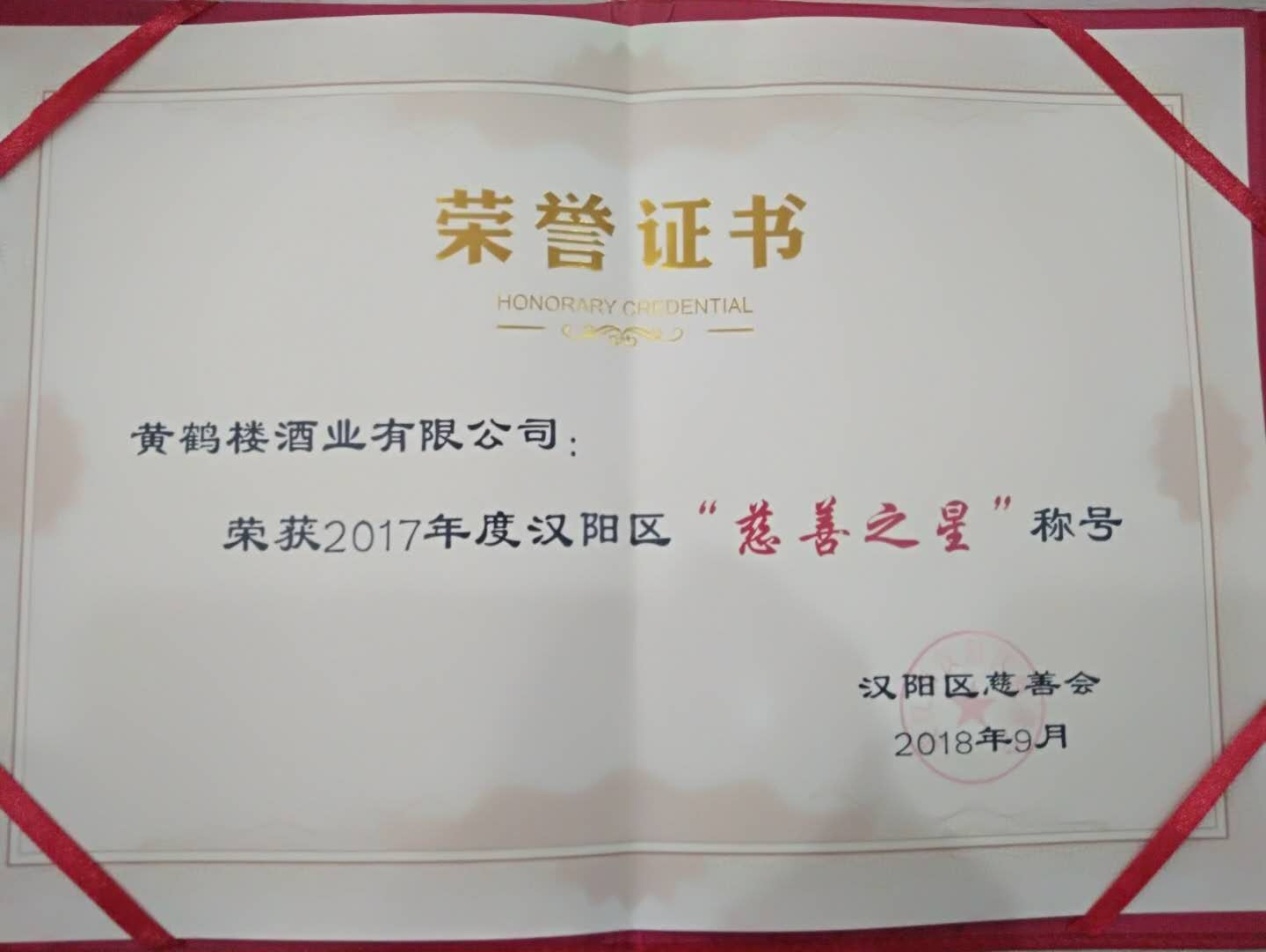 荣誉证书
HONORARY CREDENTIAL
黄鹤楼酒业有限公司：
荣获2017年度汉阳区“慈善之星”称号
汉阳区慈善会
2018年9月